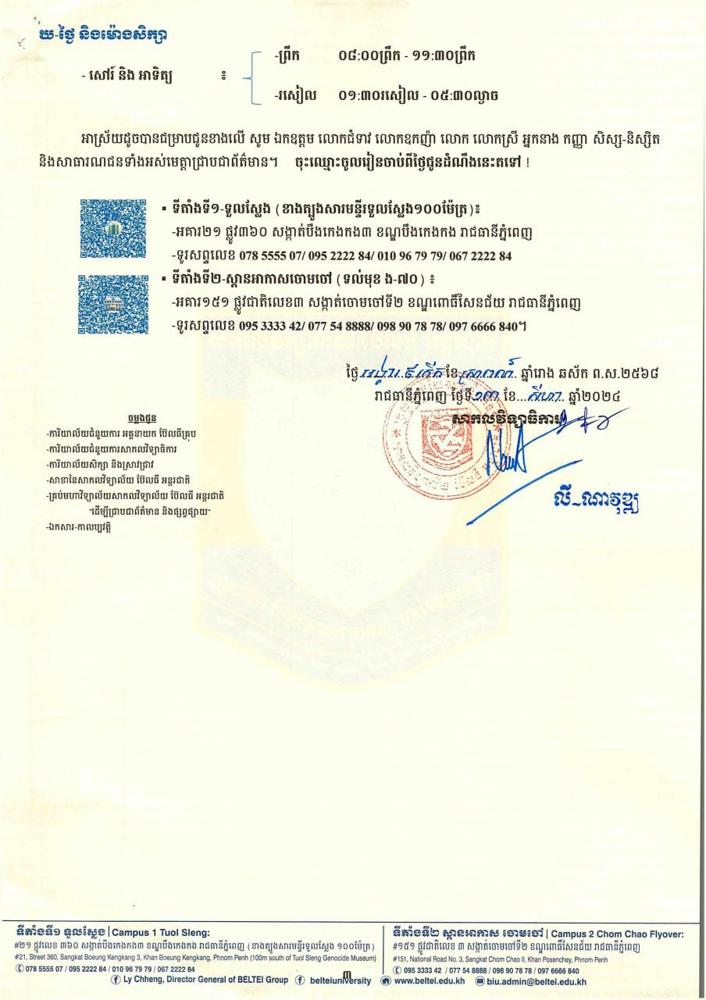 ឃ-ថ្ងៃ និងម៉ោងសិក្សា
-ព្រឹក ០៨:០០ព្រឹក - ១១:៣០ព្រឹក
- សៅរ៍ និង អាទិត្យ ៖
-រសៀល ០១:៣០រសៀល - ០៥:៣០ល្ងាច
អាស្រ័យដូចបានជម្រាបជូនខាងលើ សូម ឯកឧត្តម លោកជំទាវ លោកឧកញ៉ា លោក លោកស្រី អ្នកនាង កញ្ញា សិស្ស-និស្សិត
និងសាធារណជនទាំងអស់មេត្តាជ្រាបជាព័ត៌មាន។ ចុះឈ្មោះចូលរៀនចាប់ពីថ្ងៃជូនដំណឹងនេះតទៅ !
▪ ទីតាំងទី១-ទួលស្លែង (ខាងត្បូងសារមន្ទីរទួលស្លែង១០០ម៉ែត្រ)៖
-អគារ២១ ផ្លូវ៣៦០ សង្កាត់បឹងកេងកង៣ ខណ្ឌបឹងកេងកង រាជធានីភ្នំពេញ
-ទូរសព្ទលេខ 078 5555 07/ 095 2222 84/ 010 96 79 79/ 067 2222 84
▪ ទីតាំងទី២-ស្ពានអាកាសចោមចៅ (ទល់មុខ ង-៧០) ៖
-អគារ១៥១ ផ្លូវជាតិលេខ៣ សង្កាត់ចោមចៅទី២ ខណ្ឌពោធិ៍សែនជ័យ រាជធានីភ្នំពេញ
-ទូរសព្ទលេខ 095 3333 42/ 077 54 8888/ 098 90 78 78/ 097 6666 840។
ថ្ងៃ អង្គារ ៩កើត ខែ ស្រាពណ៍ ឆ្នាំរោង ឆស័ក ព.ស.២៥៦៨
រាជធានីភ្នំពេញ ថ្ងៃទី ១៣ ខែ... សីហា. ឆ្នាំ២០២៤
សាកលវិទ្យាធិការ
លី_ណាវុឌ្ឍ
ចម្លងជូន
-ការិយាល័យជំនួយការ អគ្គនាយក ប៊ែលធីគ្រុប
-ការិយាល័យជំនួយការសាកលវិទ្យាធិការ
-ការិយាល័យសិក្សា និងស្រាវជ្រាវ
-សាខានៃសាកលវិទ្យាល័យ ប៊ែលធី អន្តរជាតិ
-គ្រប់មហាវិទ្យាល័យសាកលវិទ្យាល័យ ប៊ែលធី អន្តរជាតិ
"ដើម្បីជ្រាបជាព័ត៌មាន និងផ្សព្វផ្សាយ"
-ឯកសារ-កាលប្បវត្តិ
ទីតាំងទី១ ទួលស្លែង | Campus 1 Tuol Sleng:
#២១ ផ្លូវលេខ ៣៦០ សង្កាត់បឹងកេងកង៣ ខណ្ឌបឹងកេងកង រាជធានីភ្នំពេញ (ខាងត្បូងសារមន្ទីរទួលស្លែង ១០០ម៉ែត្រ)
#21, Street 360, Sangkat Boeung Kengkang 3, Khan Boeung Kengkang, Phnom Penh (100m south of Tuol Sleng Genocide Museum)
078 5555 07 / 095 2222 84 / 010 96 79 79 / 067 2222 84
ទីតាំងទី២ ស្ពានអាកាស ចោមចៅ | Campus 2 Chom Chao Flyover:
#១៥១ ផ្លូវជាតិលេខ ៣ សង្កាត់ចោមចៅទី២ ខណ្ឌពោធិ៍សែនជ័យ រាជធានីភ្នំពេញ
#151, National Road No. 3, Sangkat Chom Chao II, Khan Posenchey, Phnom Penh
095 3333 42 / 077 54 8888 / 098 90 78 78 / 097 6666 840
Ly Chheng, Director General of BELTEI Group beltei​university www.beltei.edu.kh biu.admin@beltei.edu.kh
៣